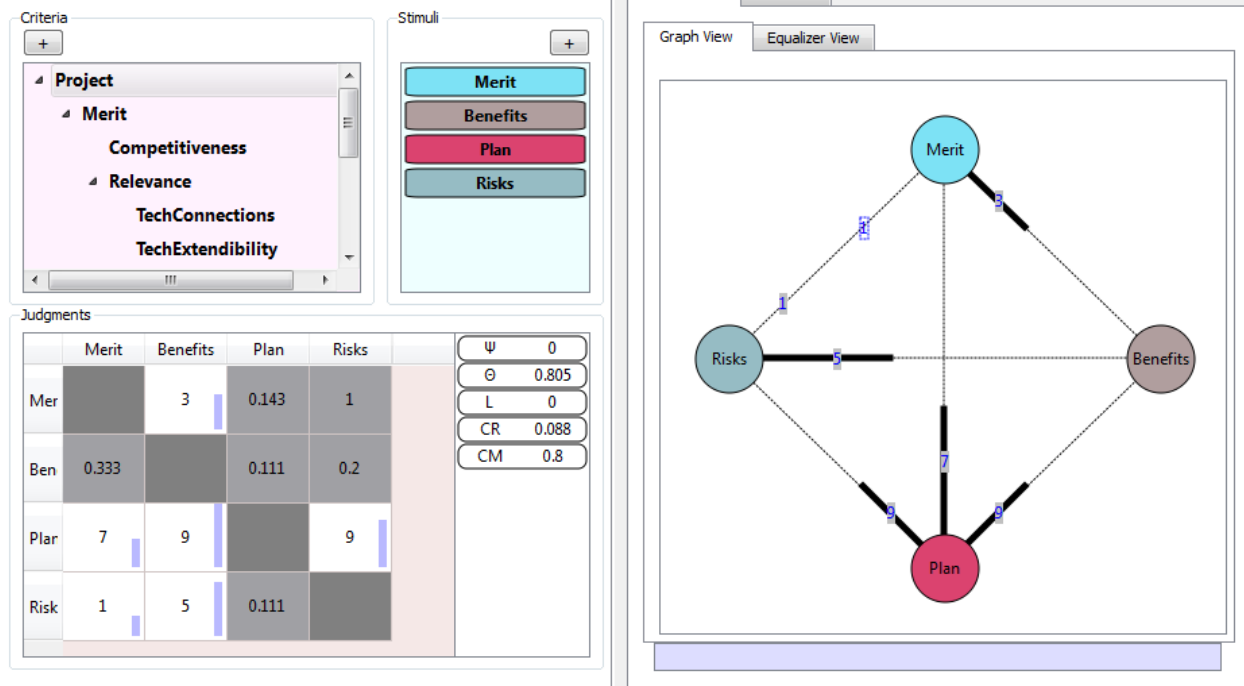 Criteria
+
Project
Merit
Competitiveness
Relevance
TechConnections
TechExtendibility
Stimuli
+
Merit
Benefits
Plan
Risks
Judgments
Merit Benefits Plan Risks
Mer 3 0.143 1
Ben 0.333 0.111 0.2
Plar 7 9 9
Risk 1 5 0.111
Ψ 0
Θ 0.805
L 0
CR 0.088
CM 0.8
Graph View
Equalizer View
Merit
3
1
Risks
5
Benefits
7
9
9
Plan